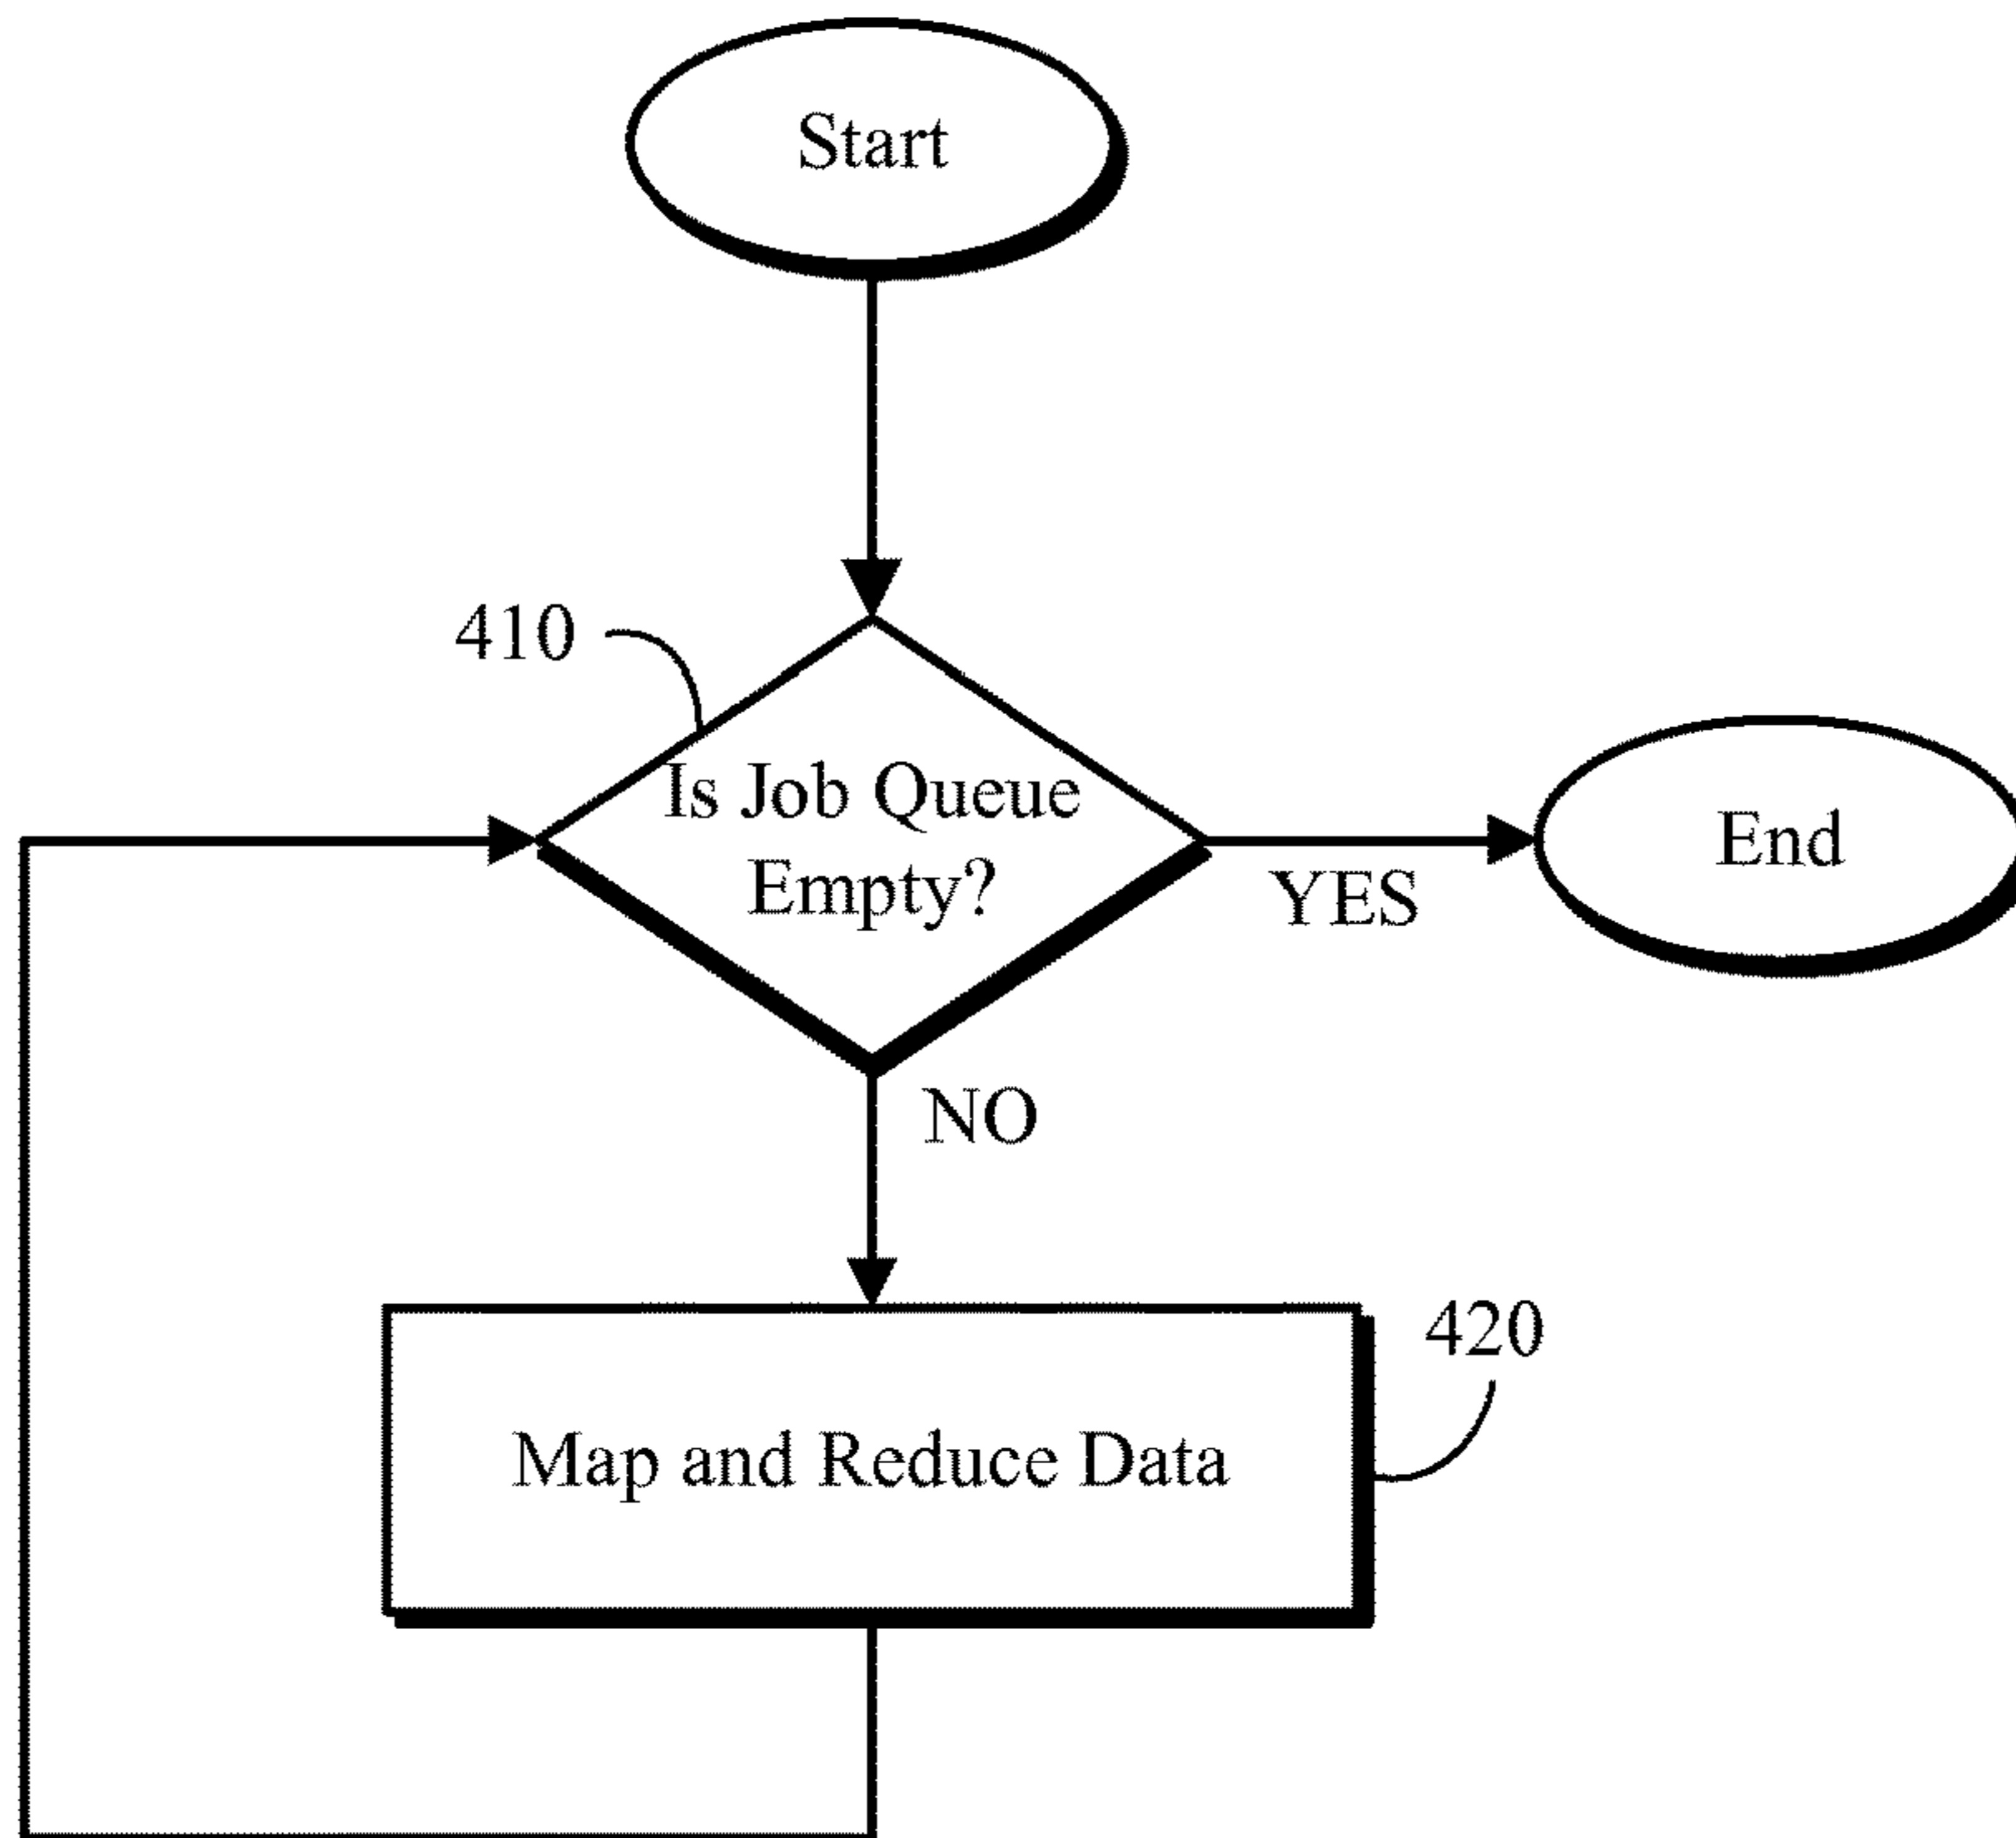 Start
410
Is Job Queue
Empty?
YES
End
NO
420
Map and Reduce Data